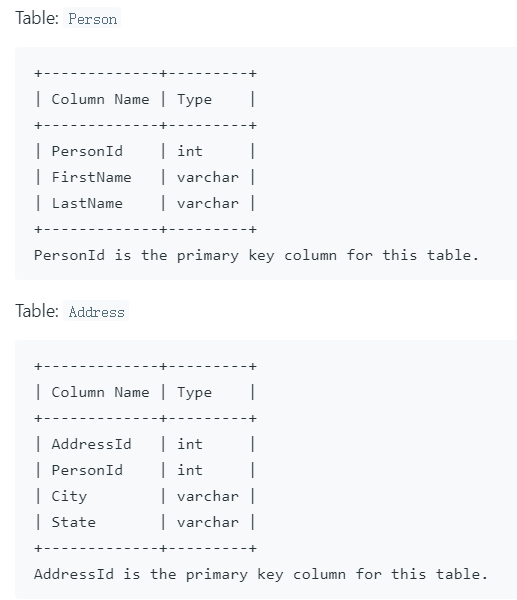 Table: Person
+-------------+---------+
| Column Name | Type    |
+-------------+---------+
| PersonId    | int     |
| FirstName   | varchar |
| LastName    | varchar |
+-------------+---------+
PersonId is the primary key column for this table.
Table: Address
+-------------+---------+
| Column Name | Type    |
+-------------+---------+
| AddressId   | int     |
| PersonId    | int     |
| City        | varchar |
| State       | varchar |
+-------------+---------+
AddressId is the primary key column for this table.